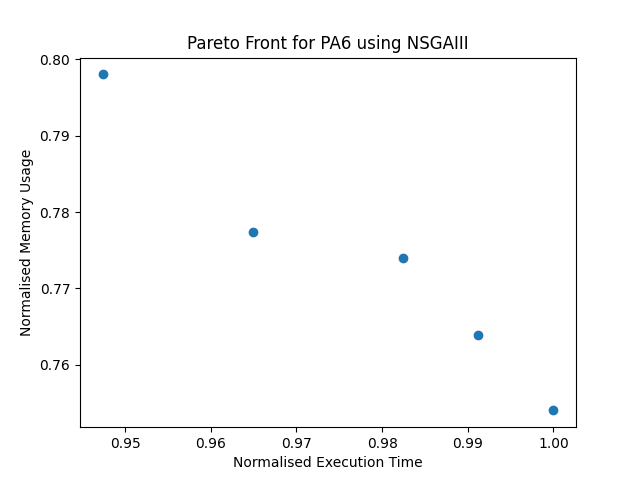 Pareto Front for PA6 using NSGAIII
0.80
0.79
0.78
0.77
0.76
Normalised Memory Usage
0.95 0.96 0.97 0.98 0.99 1.00
Normalised Execution Time